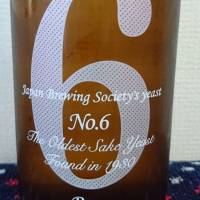 6
Japan Brewing Society's yeast
No.6
The Oldest Sake Yeast
Found in 1930